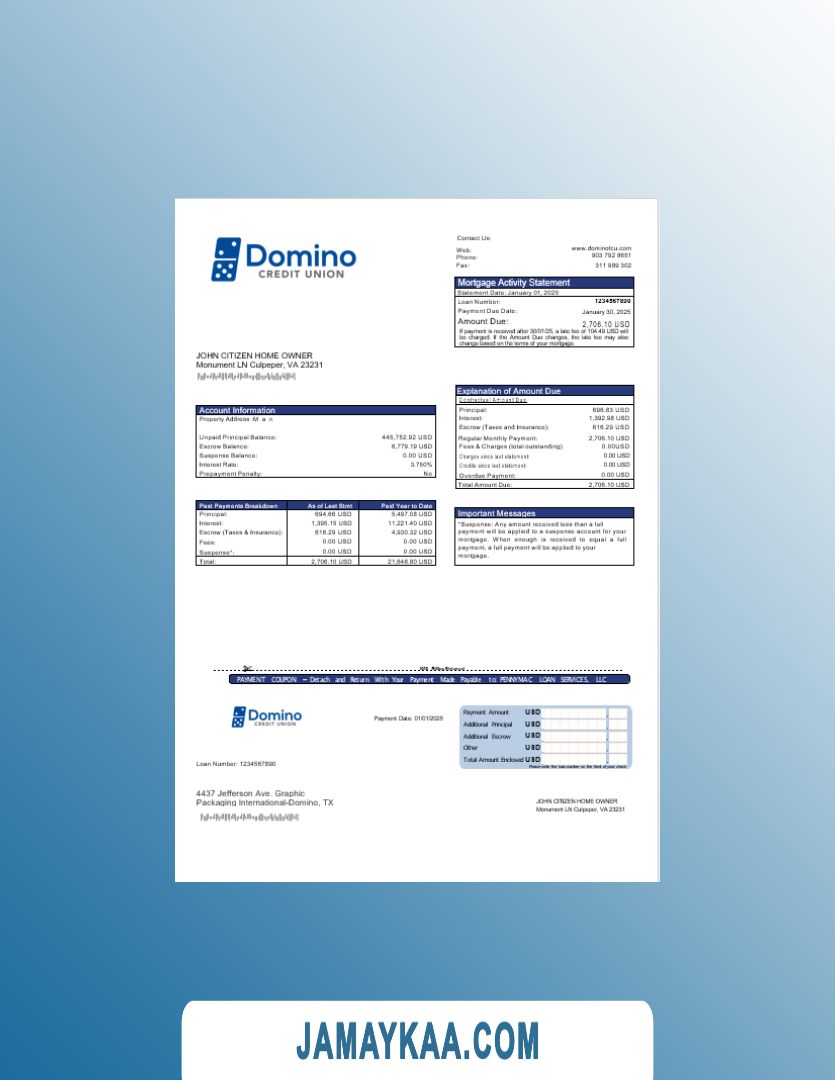 Domino
CREDIT UNION
Contact Us:
Web: www.dominofcu.com
Phone: 903 792 8651
Fax: 311 989 302
Mortgage Activity Statement
Statement Date: January 01, 2025
Loan Number: 1234567890
Payment Due Date: January 30, 2025
Amount Due: 2,706.10 USD
If payment is received after 30/01/25, a late fee of 104.49 USD will
be charged. If the Amount Due changes, the late fee may also
change based on the terms of your mortgage.
JOHN CITIZEN HOME OWNER
Monument LN Culpeper, VA 23231
Explanation of Amount Due
Contractual Amount Due
Principal: 696.83 USD
Interest: 1,392.98 USD
Escrow (Taxes and Insurance): 616.29 USD
Regular Monthly Payment: 2,706.10 USD
Fees & Charges (total outstanding) 0.00USD
Charges since last statement: 0.00 USD
Credits since last statement: 0.00 USD
Overdue Payment: 0.00 USD
Total Amount Due: 2,706.10 USD
Account Information
Property Address :M a n
Unpaid Principal Balance: 445,752.92 USD
Escrow Balance: 6,779.19 USD
Suspense Balance: 0.00 USD
Interest Rate: 3.750%
Prepayment Penalty: No
Past Payments Breakdown As of Last Stmt Paid Year to Date
Principal: 694.66 USD 5,497.08 USD
Interest: 1,395.15 USD 11,221.40 USD
Escrow (Taxes & Insurance): 616.29 USD 4,930.32 USD
Fees: 0.00 USD 0.00 USD
Suspense*: 0.00 USD 0.00 USD
Total: 2,706.10 USD 21,648.80 USD
Important Messages
*Suspense: Any amount received less than a full
payment will be applied to a suspense account for your
mortgage. When enough is received to equal a full
payment, a full payment will be applied to your
mortgage.
PAYMENT COUPON – Detach and Return With Your Payment Made Payable to: PENNYMAC LOAN SERVICES, LLC
Domino
CREDIT UNION
Payment Date: 01/01/2025
Payment Amount USD
Additional Principal USD
Additional Escrow USD
Other USD
Total Amount Enclosed USD
Please write the loan number on the front of your check
Loan Number: 1234567890
4437 Jefferson Ave. Graphic
Packaging International-Domino, TX
JOHN CITIZEN HOME OWNER
Monument LN Culpeper, VA 23231
JAMAYKAA.COM